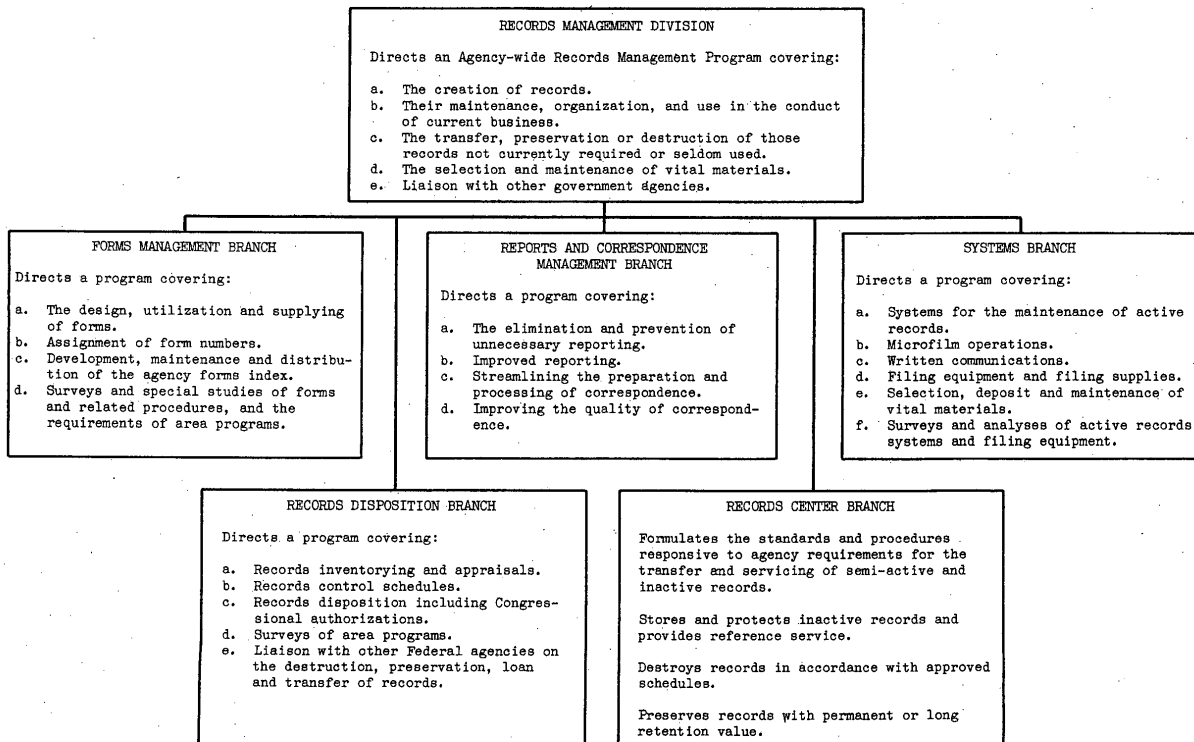 RECORDS MANAGEMENT DIVISION
Directs an Agency-wide Records Management Program covering:
a. The creation of records.
b. Their maintenance, organization, and use in the conduct
of current business.
c. The transfer, preservation or destruction of those
records not currently required or seldom used.
d. The selection and maintenance of vital materials.
e. Liaison with other government agencies.
FORMS MANAGEMENT BRANCH
Directs a program covering:
a. The design, utilization and supplying
of forms.
b. Assignment of form numbers.
c. Development, maintenance and distribu-
tion of the agency forms index.
d. Surveys and special studies of forms
and related procedures, and the
requirements of area programs.
REPORTS AND CORRESPONDENCE
MANAGEMENT BRANCH
Directs a program covering:
a. The elimination and prevention of
unnecessary reporting.
b. Improved reporting.
c. Streamlining the preparation and
processing of correspondence.
d. Improving the quality of correspond-
ence.
SYSTEMS BRANCH
Directs a program covering:
a. Systems for the maintenance of active
records.
b. Microfilm operations.
c. Written communications.
d. Filing equipment and filing supplies.
e. Selection, deposit and maintenance of
vital materials.
f. Surveys and analyses of active records
systems and filing equipment.
RECORDS DISPOSITION BRANCH
Directs a program covering:
a. Records inventorying and appraisals.
b. Records control schedules.
c. Records disposition including Congres-
sional authorizations.
d. Surveys of area programs.
e. Liaison with other Federal agencies on
the destruction, preservation, loan
and transfer of records.
RECORDS CENTER BRANCH
Formulates the standards and procedures
responsive to agency requirements for the
transfer and servicing of semi-active and
inactive records.
Stores and protects inactive records and
provides reference service.
Destroys records in accordance with approved
schedules.
Preserves records with permanent or long
retention value.